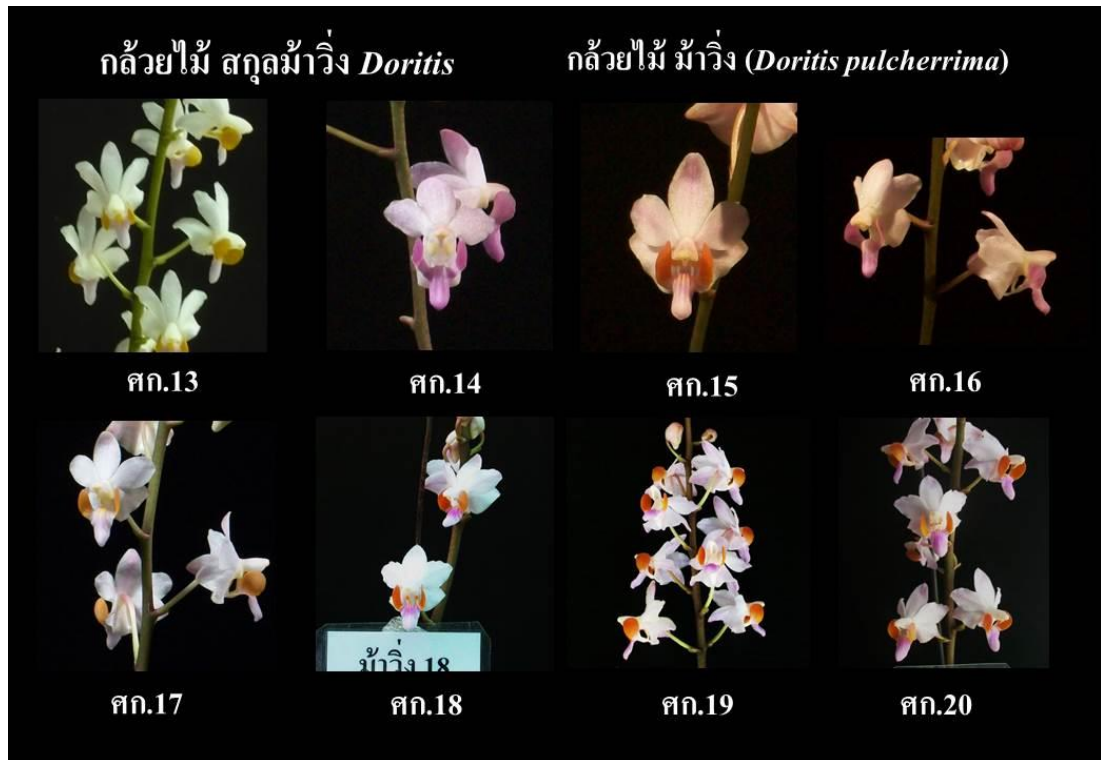 กล้วยไม้ สกุลม้าวิ่ง Doritis
กล้วยไม้ ม้าวิ่ง (Doritis pulcherrima)
ศก.13
ศก.14
ศก.15
ศก.16
ม้าวิ่ง 18
ศก.17
ศก.18
ศก.19
ศก.20